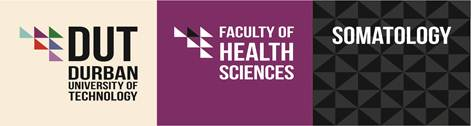 DUT
DURBAN
UNIVERSITY OF
TECHNOLOGY
FACULTY OF
HEALTH
SCIENCES
SOMATOLOGY